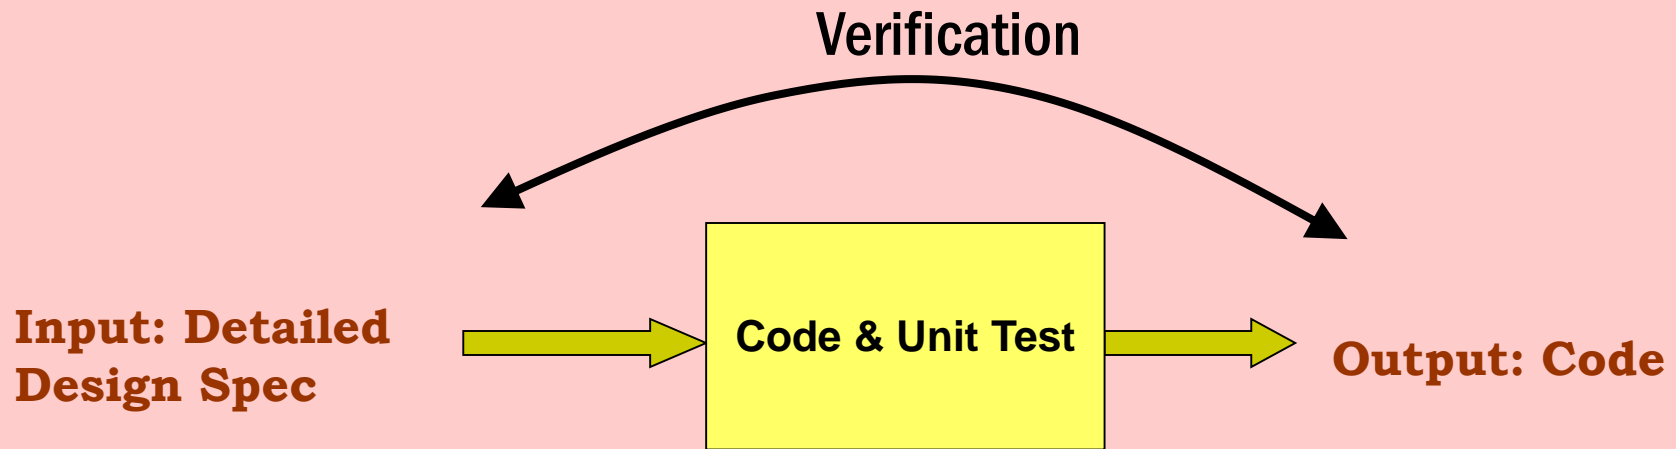 Verification
Input: Detailed
Design Spec
Code & Unit Test
Output: Code